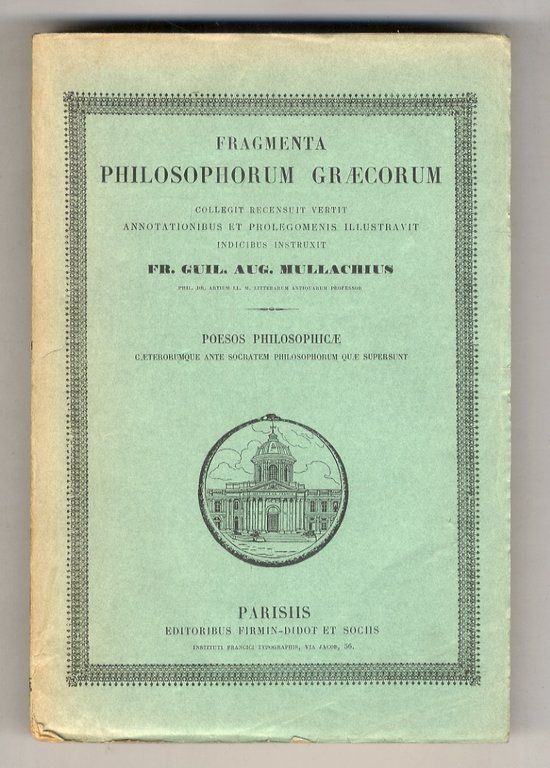 FRAGMENTA
PHILOSOPHORUM GRÆCORUM
COLLEGIT RECENSUIT VERTIT
ANNOTATIONIBUS ET PROLEGOMENIS ILLUSTRAVIT
INDICIBUS INSTRUXIT
FR. GUIL. AUG. MULLACHIUS
PHIL. DR. ARTIUM LL. M. LITTERARUM ANTIQUARUM PROFESSOR
POESOS PHILOSOPHICÆ
CÆTERORUMQUE ANTE SOCRATEM PHILOSOPHORUM QUÆ SUPERSUNT
PARISIIS
EDITORIBUS FIRMIN-DIDOT ET SOCIIS
INSTITUTI FRANCICI TYPOGRAPHIS, VIA JACOB, 56.